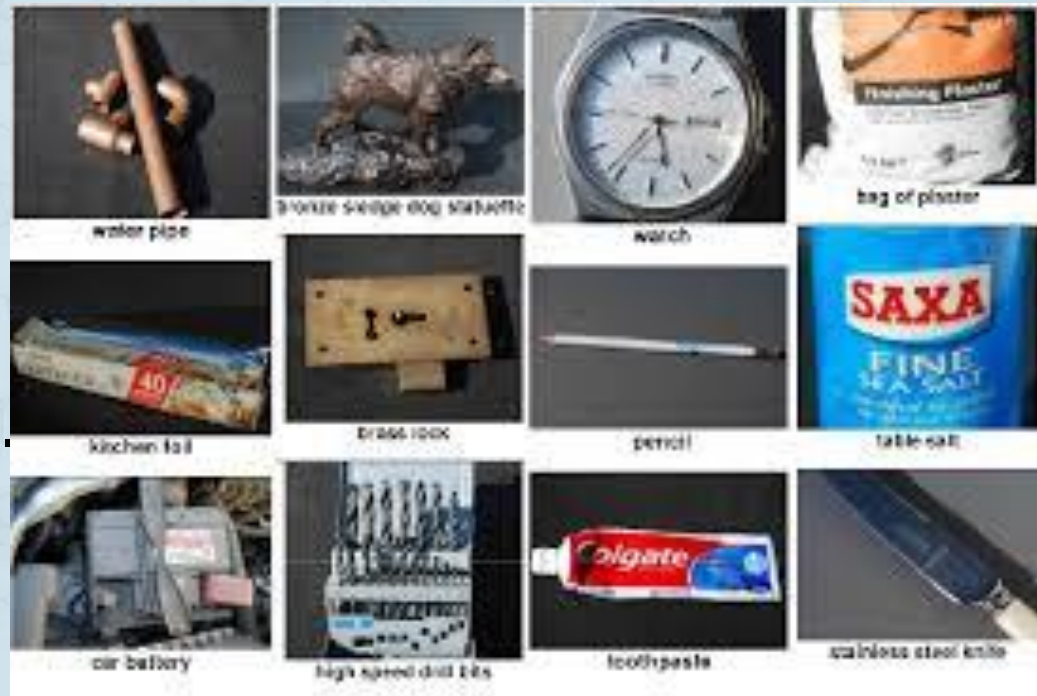 Finishing Plaster
bag of plaster
bronze sledge dog statuette
water pipe
watch
SAXA
FINE
SEA SALT
40
kitchen foil
brass lock
pencil
table salt
Colgate
car battery
high speed drill bits
toothpaste
stainless steel knife